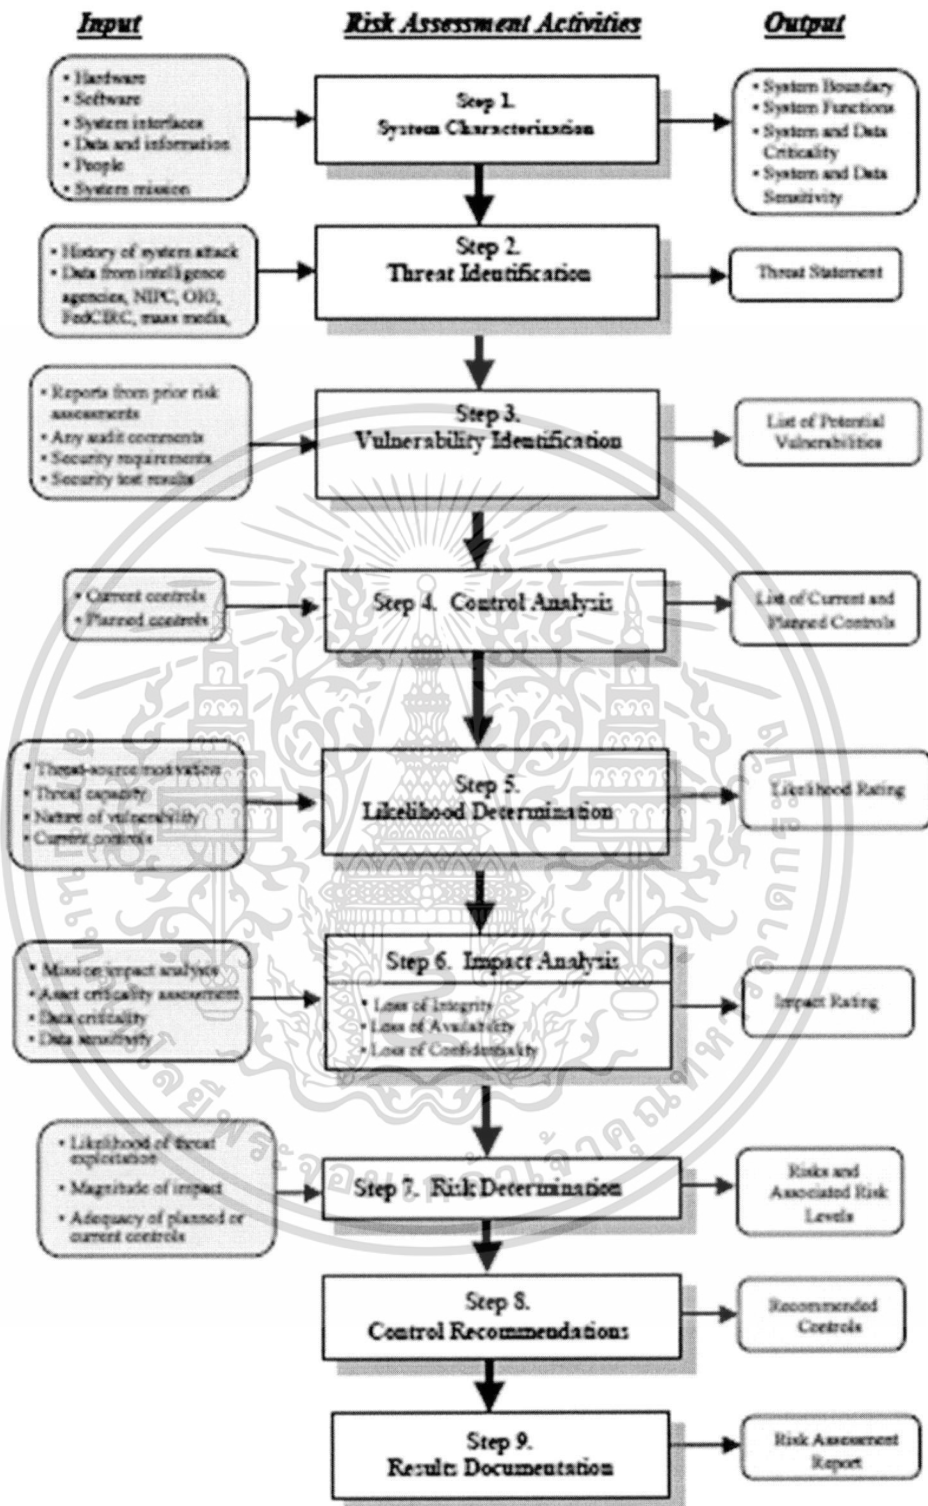 Input
Risk Assessment Activities
Output
• Hardware
• Software
• System interfaces
• Data and information
• People
• System mission
Step 1.
System Characterization
• System Boundary
• System Functions
• System and Data
Criticality
• System and Data
Sensitivity
• History of system attack
• Data from intelligence
agencies, NIPC, OIG,
FedCIRC, mass media,
Step 2.
Threat Identification
Threat Statement
• Reports from prior risk
assessments
• Any audit comments
• Security requirements
• Security test results
Step 3.
Vulnerability Identification
List of Potential
Vulnerabilities
• Current controls
• Planned controls
Step 4. Control Analysis
List of Current and
Planned Controls
• Threat-source motivation
• Threat capacity
• Nature of vulnerability
• Current controls
Step 5.
Likelihood Determination
Likelihood Rating
• Mission impact analysis
• Asset criticality assessment
• Data criticality
• Data sensitivity
Step 6. Impact Analysis
• Loss of Integrity
• Loss of Availability
• Loss of Confidentiality
Impact Rating
• Likelihood of threat
exploitation
• Magnitude of impact
• Adequacy of planned or
current controls
Step 7. Risk Determination
Risks and
Associated Risk
Levels
Step 8.
Control Recommendations
Recommended
Controls
Step 9.
Results Documentation
Risk Assessment
Report